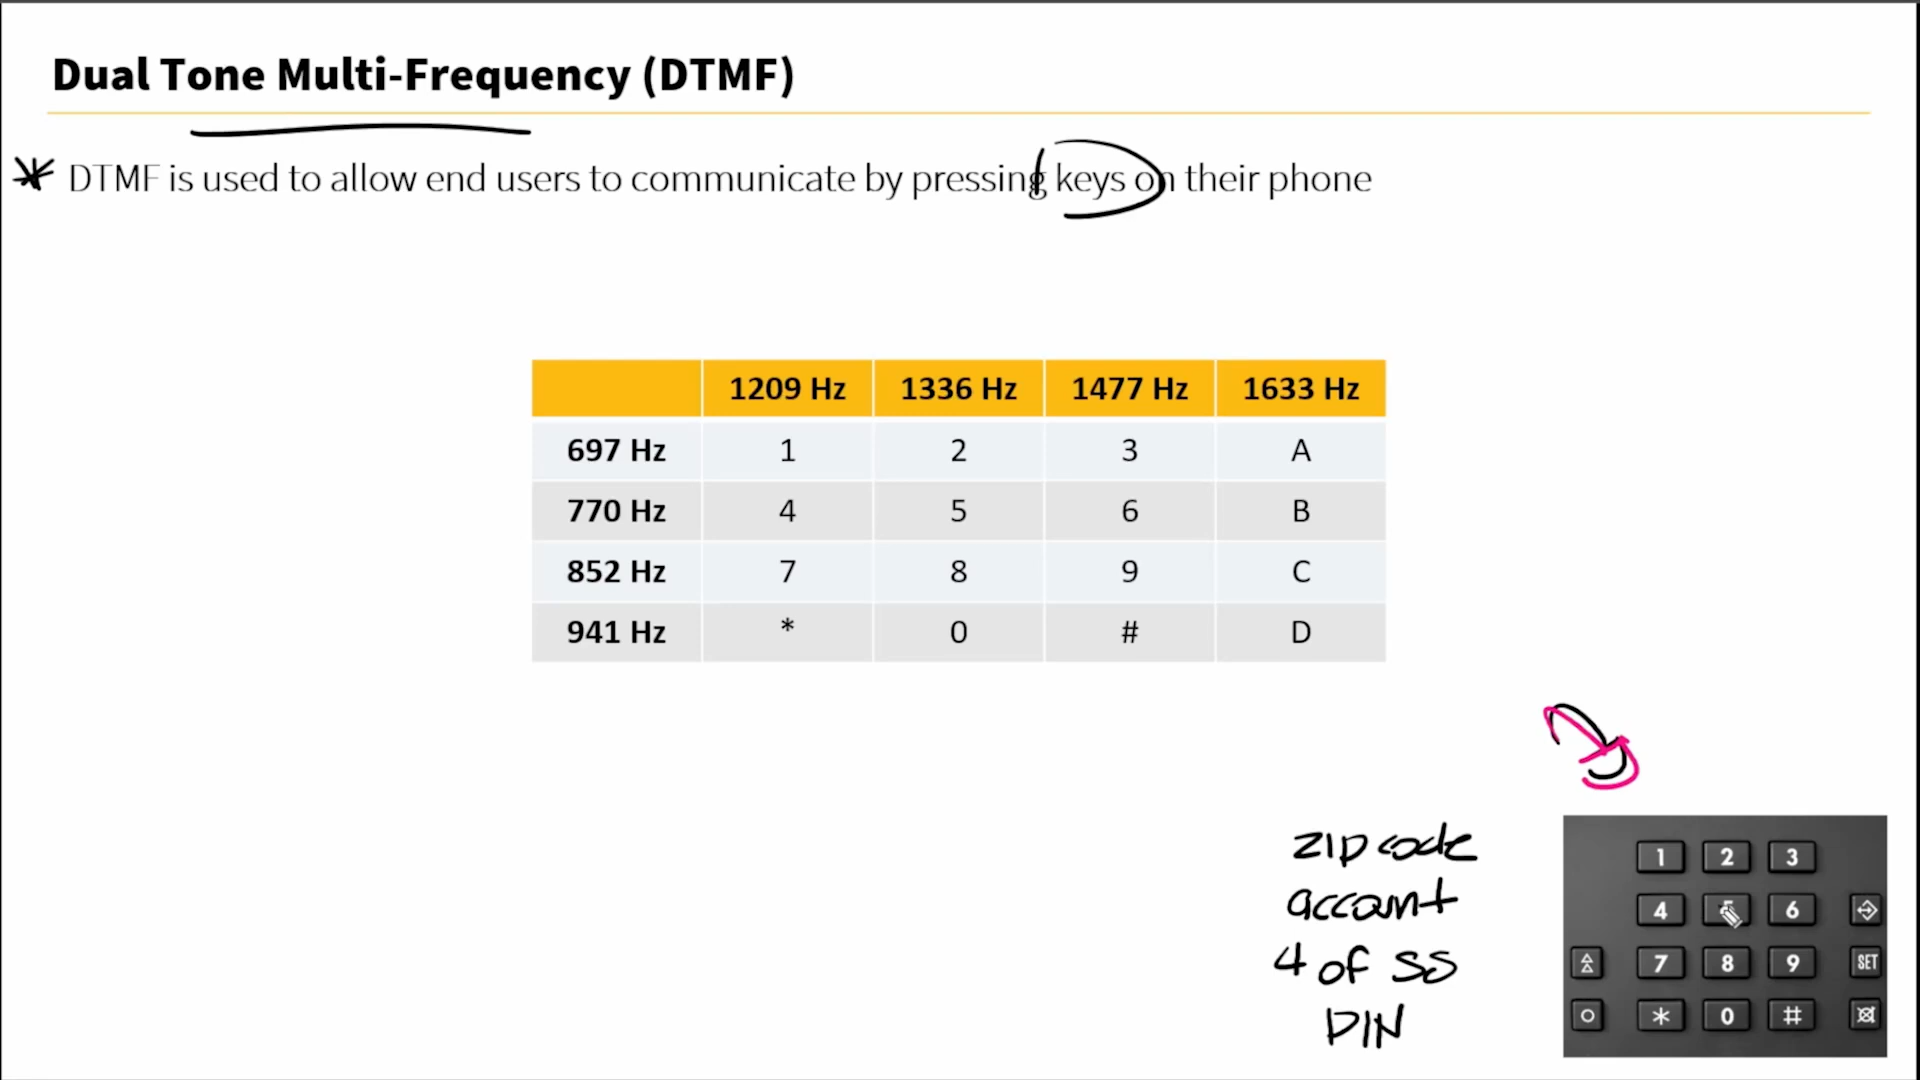 Dual Tone Multi-Frequency (DTMF)
* DTMF is used to allow end users to communicate by pressing keys on their phone
1209 Hz 1336 Hz 1477 Hz 1633 Hz
697 Hz 1 2 3 A
770 Hz 4 5 6 B
852 Hz 7 8 9 C
941 Hz * 0 # D
zip code
account
4 of SS
PIN
1 2 3
4 5 6
7 8 9 SET
* 0 #